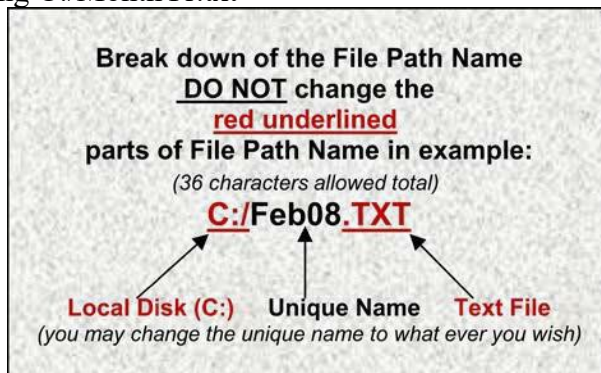 Break down of the File Path Name
DO NOT change the
red underlined
parts of File Path Name in example:
(36 characters allowed total)
C:/Feb08.TXT
Local Disk (C:) Unique Name Text File
(you may change the unique name to what ever you wish)